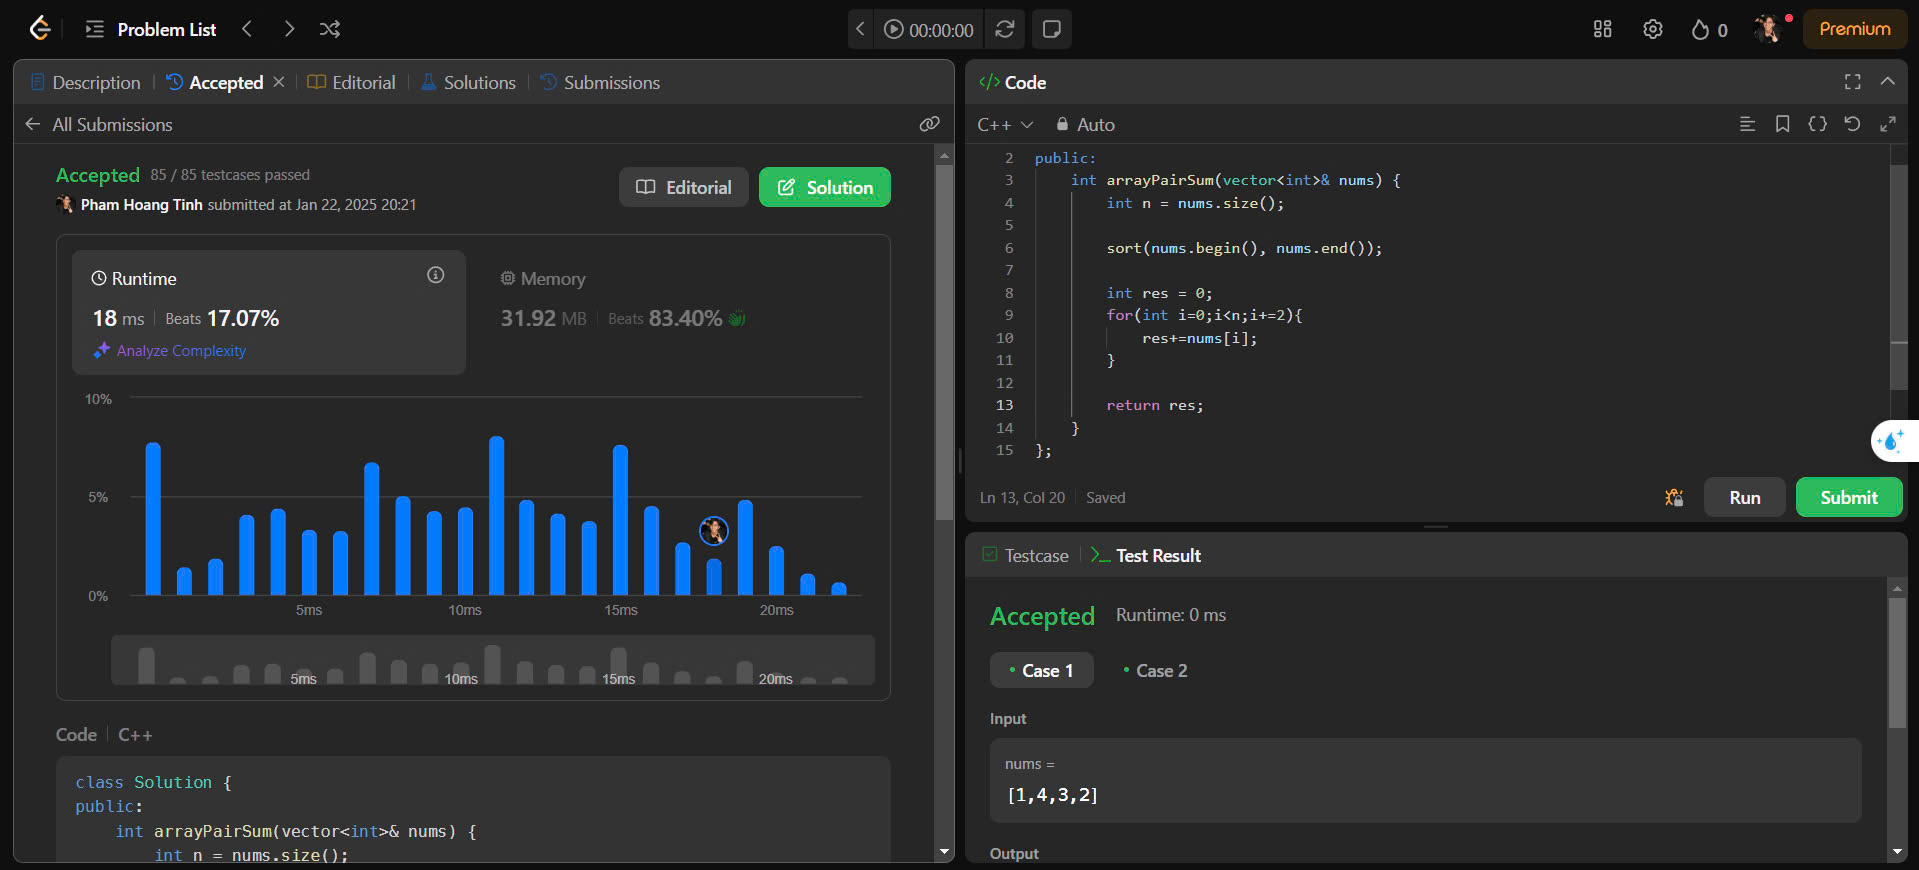 Problem List
00:00:00
0
Premium
Description
Accepted
Editorial
Solutions
Submissions
All Submissions
Accepted 85 / 85 testcases passed
Pham Hoang Tinh submitted at Jan 22, 2025 20:21
Editorial
Solution
Runtime
18 ms Beats 17.07%
Analyze Complexity
Memory
31.92 MB Beats 83.40%
10%
5%
0%
5ms 10ms 15ms 20ms
5ms 10ms 15ms 20ms
Code C++
class Solution {
public:
int arrayPairSum(vector<int>& nums) {
int n = nums.size();
</> Code
C++ Auto
2 public:
3 int arrayPairSum(vector<int>& nums) {
4 int n = nums.size();
5
6 sort(nums.begin(), nums.end());
7
8 int res = 0;
9 for(int i=0;i<n;i+=2){
10 res+=nums[i];
11 }
12
13 return res;
14 }
15 };
Ln 13, Col 20 Saved
Run
Submit
Testcase
>_ Test Result
Accepted Runtime: 0 ms
• Case 1 • Case 2
Input
nums =
[1,4,3,2]
Output